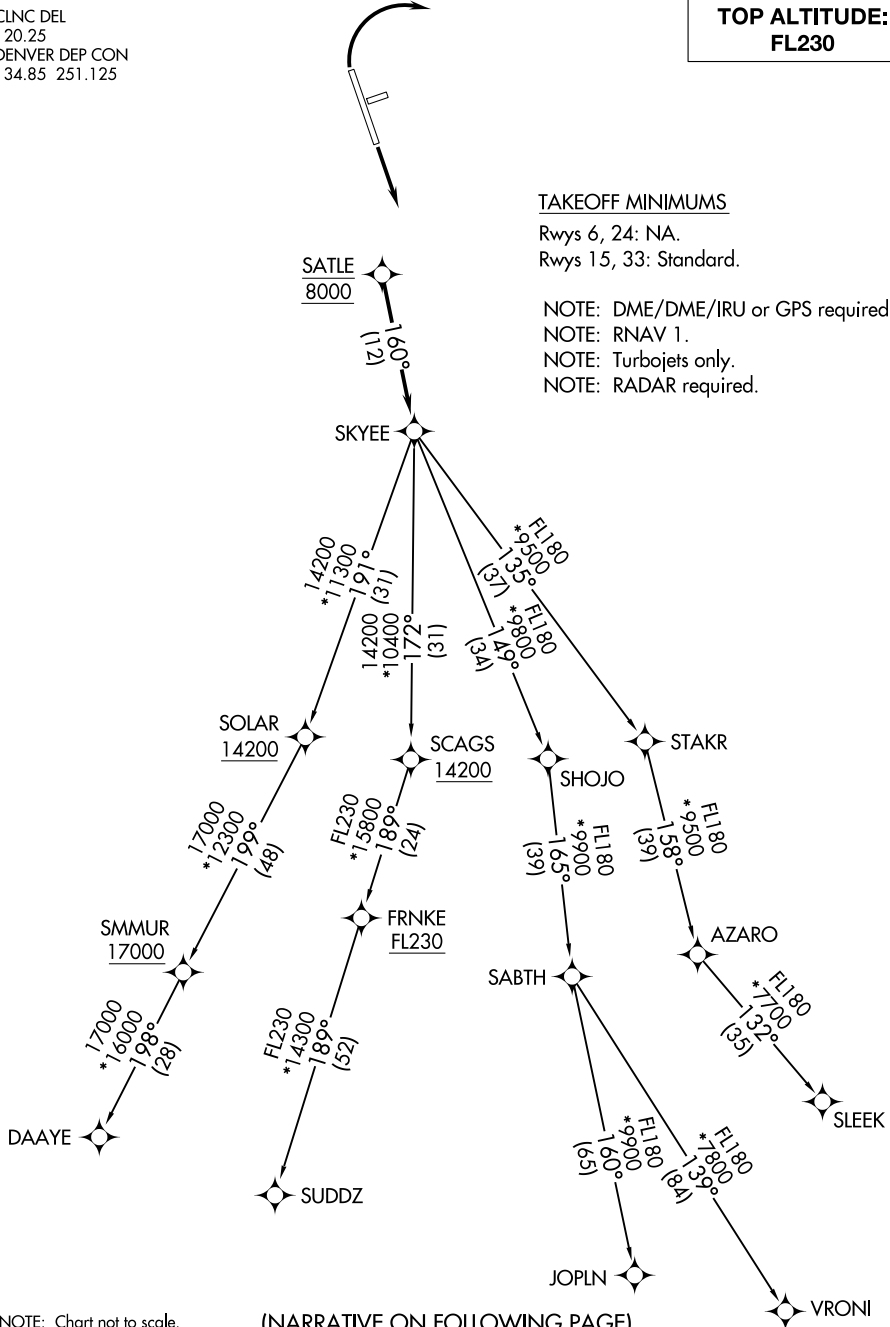 CLNC DEL
20.25
DENVER DEP CON
34.85 251.125
TOP ALTITUDE:
FL230
TAKEOFF MINIMUMS
Rwys 6, 24: NA.
Rwys 15, 33: Standard.
NOTE: DME/DME/IRU or GPS required
NOTE: RNAV 1.
NOTE: Turbojets only.
NOTE: RADAR required.
SATLE
8000
160°
(12)
SKYEE
14200
*11300
191°
(31)
14200
*10400
172°
(31)
FL180
*9800
149°
(34)
FL180
*9500
135°
(37)
SOLAR
14200
SCAGS
14200
SHOJO
STAKR
17000
*12300
199°
(48)
FL230
*15800
189°
(24)
FL180
*9900
165°
(39)
FL180
*9500
158°
(39)
SMMUR
17000
FRNKE
FL230
SABTH
AZARO
17000
*16000
198°
(28)
FL230
*14300
189°
(52)
FL180
*9900
160°
(65)
FL180
*7800
139°
(84)
FL180
*7700
132°
(35)
SLEEK
DAAYE
SUDDZ
JOPLN
VRONI
NOTE: Chart not to scale.
(NARRATIVE ON FOLLOWING PAGE)